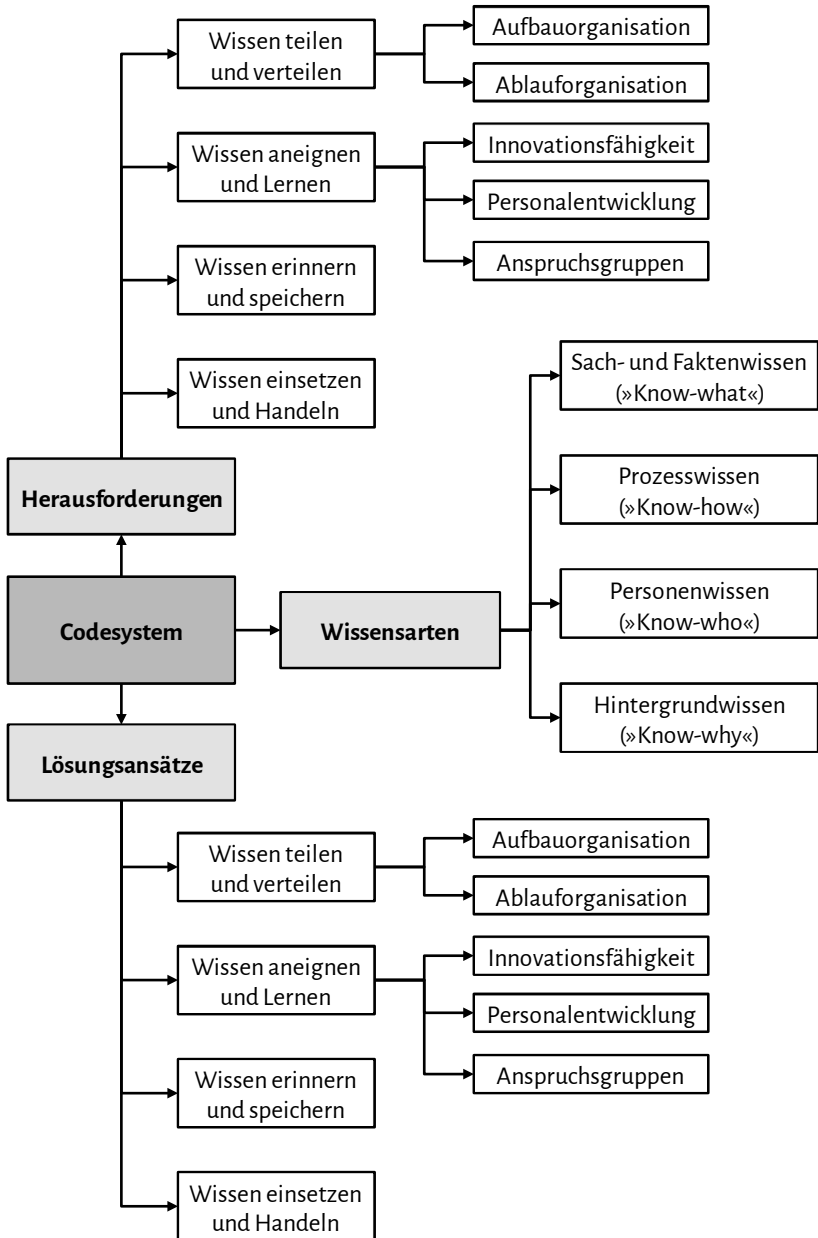 Wissen teilen
und verteilen
Aufbauorganisation
Ablauforganisation
Wissen aneignen
und Lernen
Innovationsfähigkeit
Personalentwicklung
Anspruchsgruppen
Wissen erinnern
und speichern
Wissen einsetzen
und Handeln
Herausforderungen
Codesystem
Wissensarten
Sach- und Faktenwissen
(»Know-what«)
Prozesswissen
(»Know-how«)
Personenwissen
(»Know-who«)
Hintergrundwissen
(»Know-why«)
Lösungsansätze
Wissen teilen
und verteilen
Aufbauorganisation
Ablauforganisation
Wissen aneignen
und Lernen
Innovationsfähigkeit
Personalentwicklung
Anspruchsgruppen
Wissen erinnern
und speichern
Wissen einsetzen
und Handeln